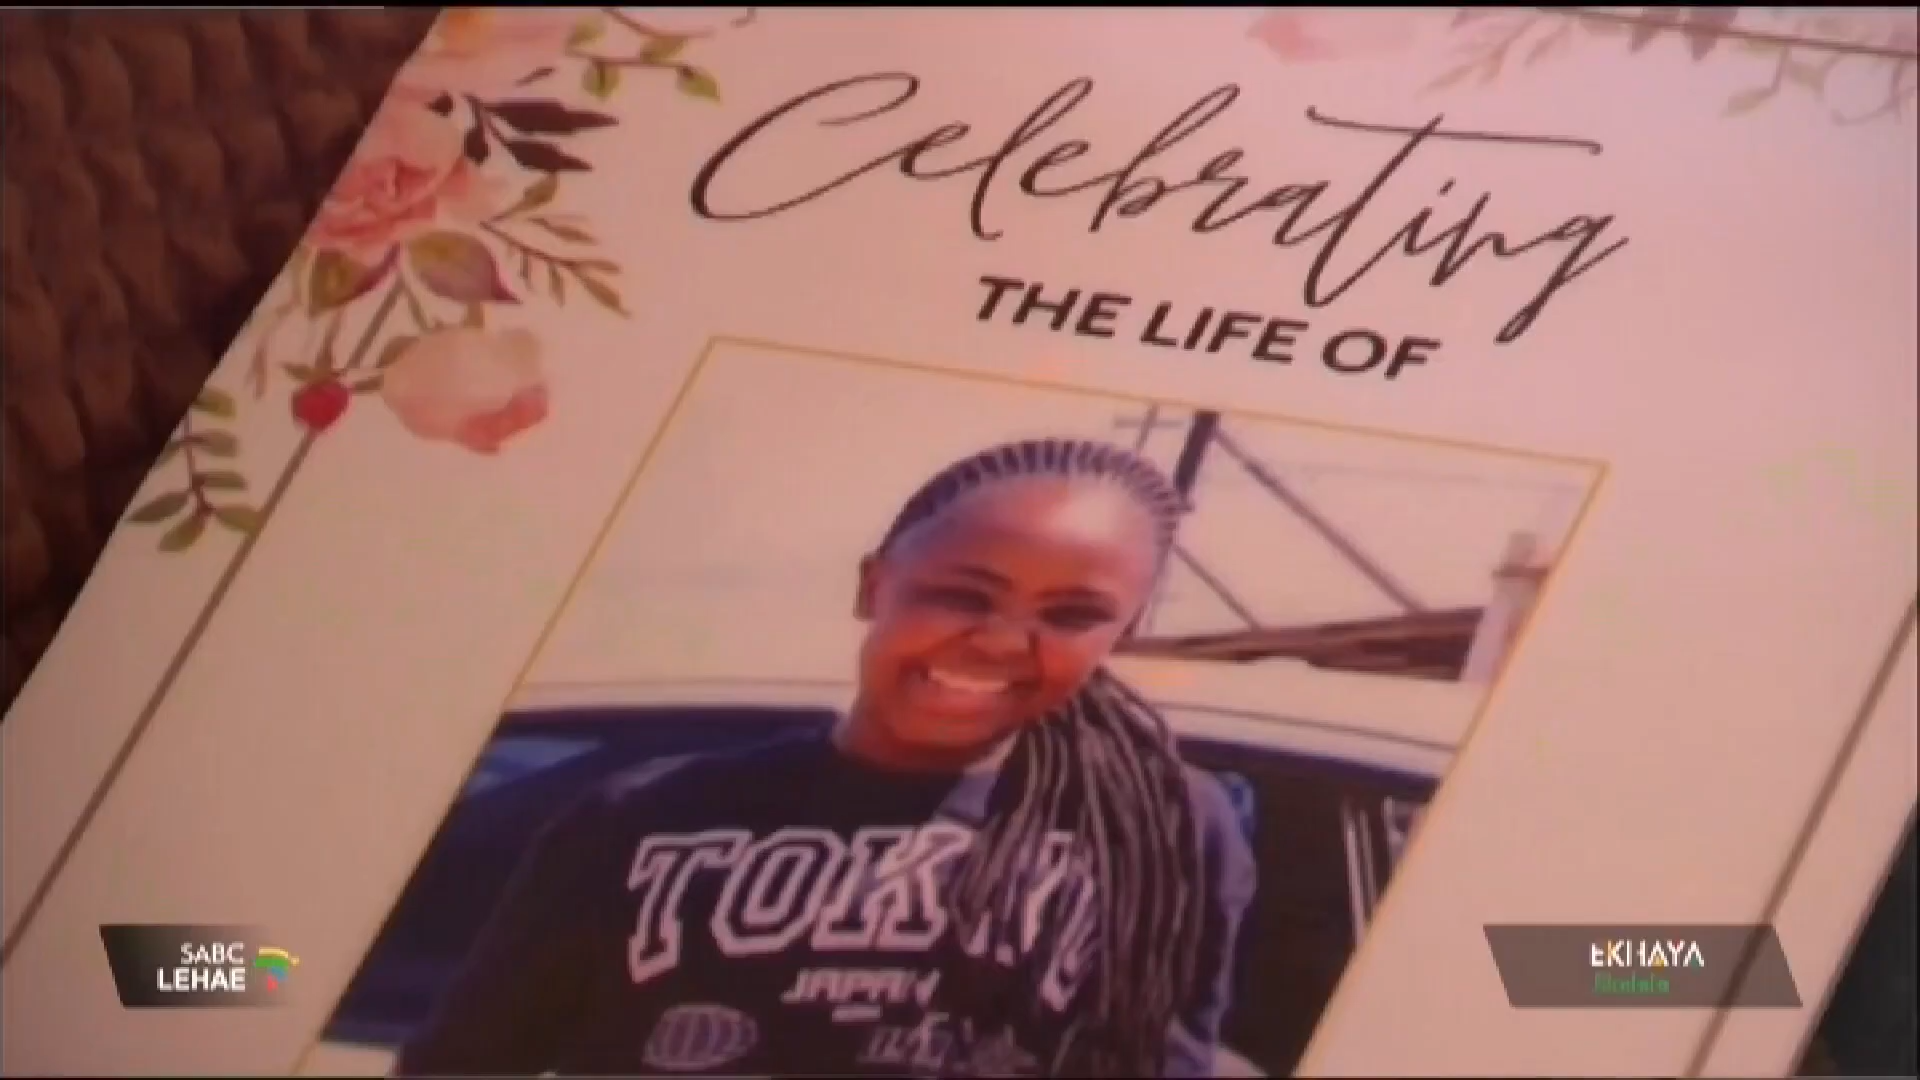 Celebrating
THE LIFE OF
TOK
JAPAN
SABC
LEHAE
EKHAYA